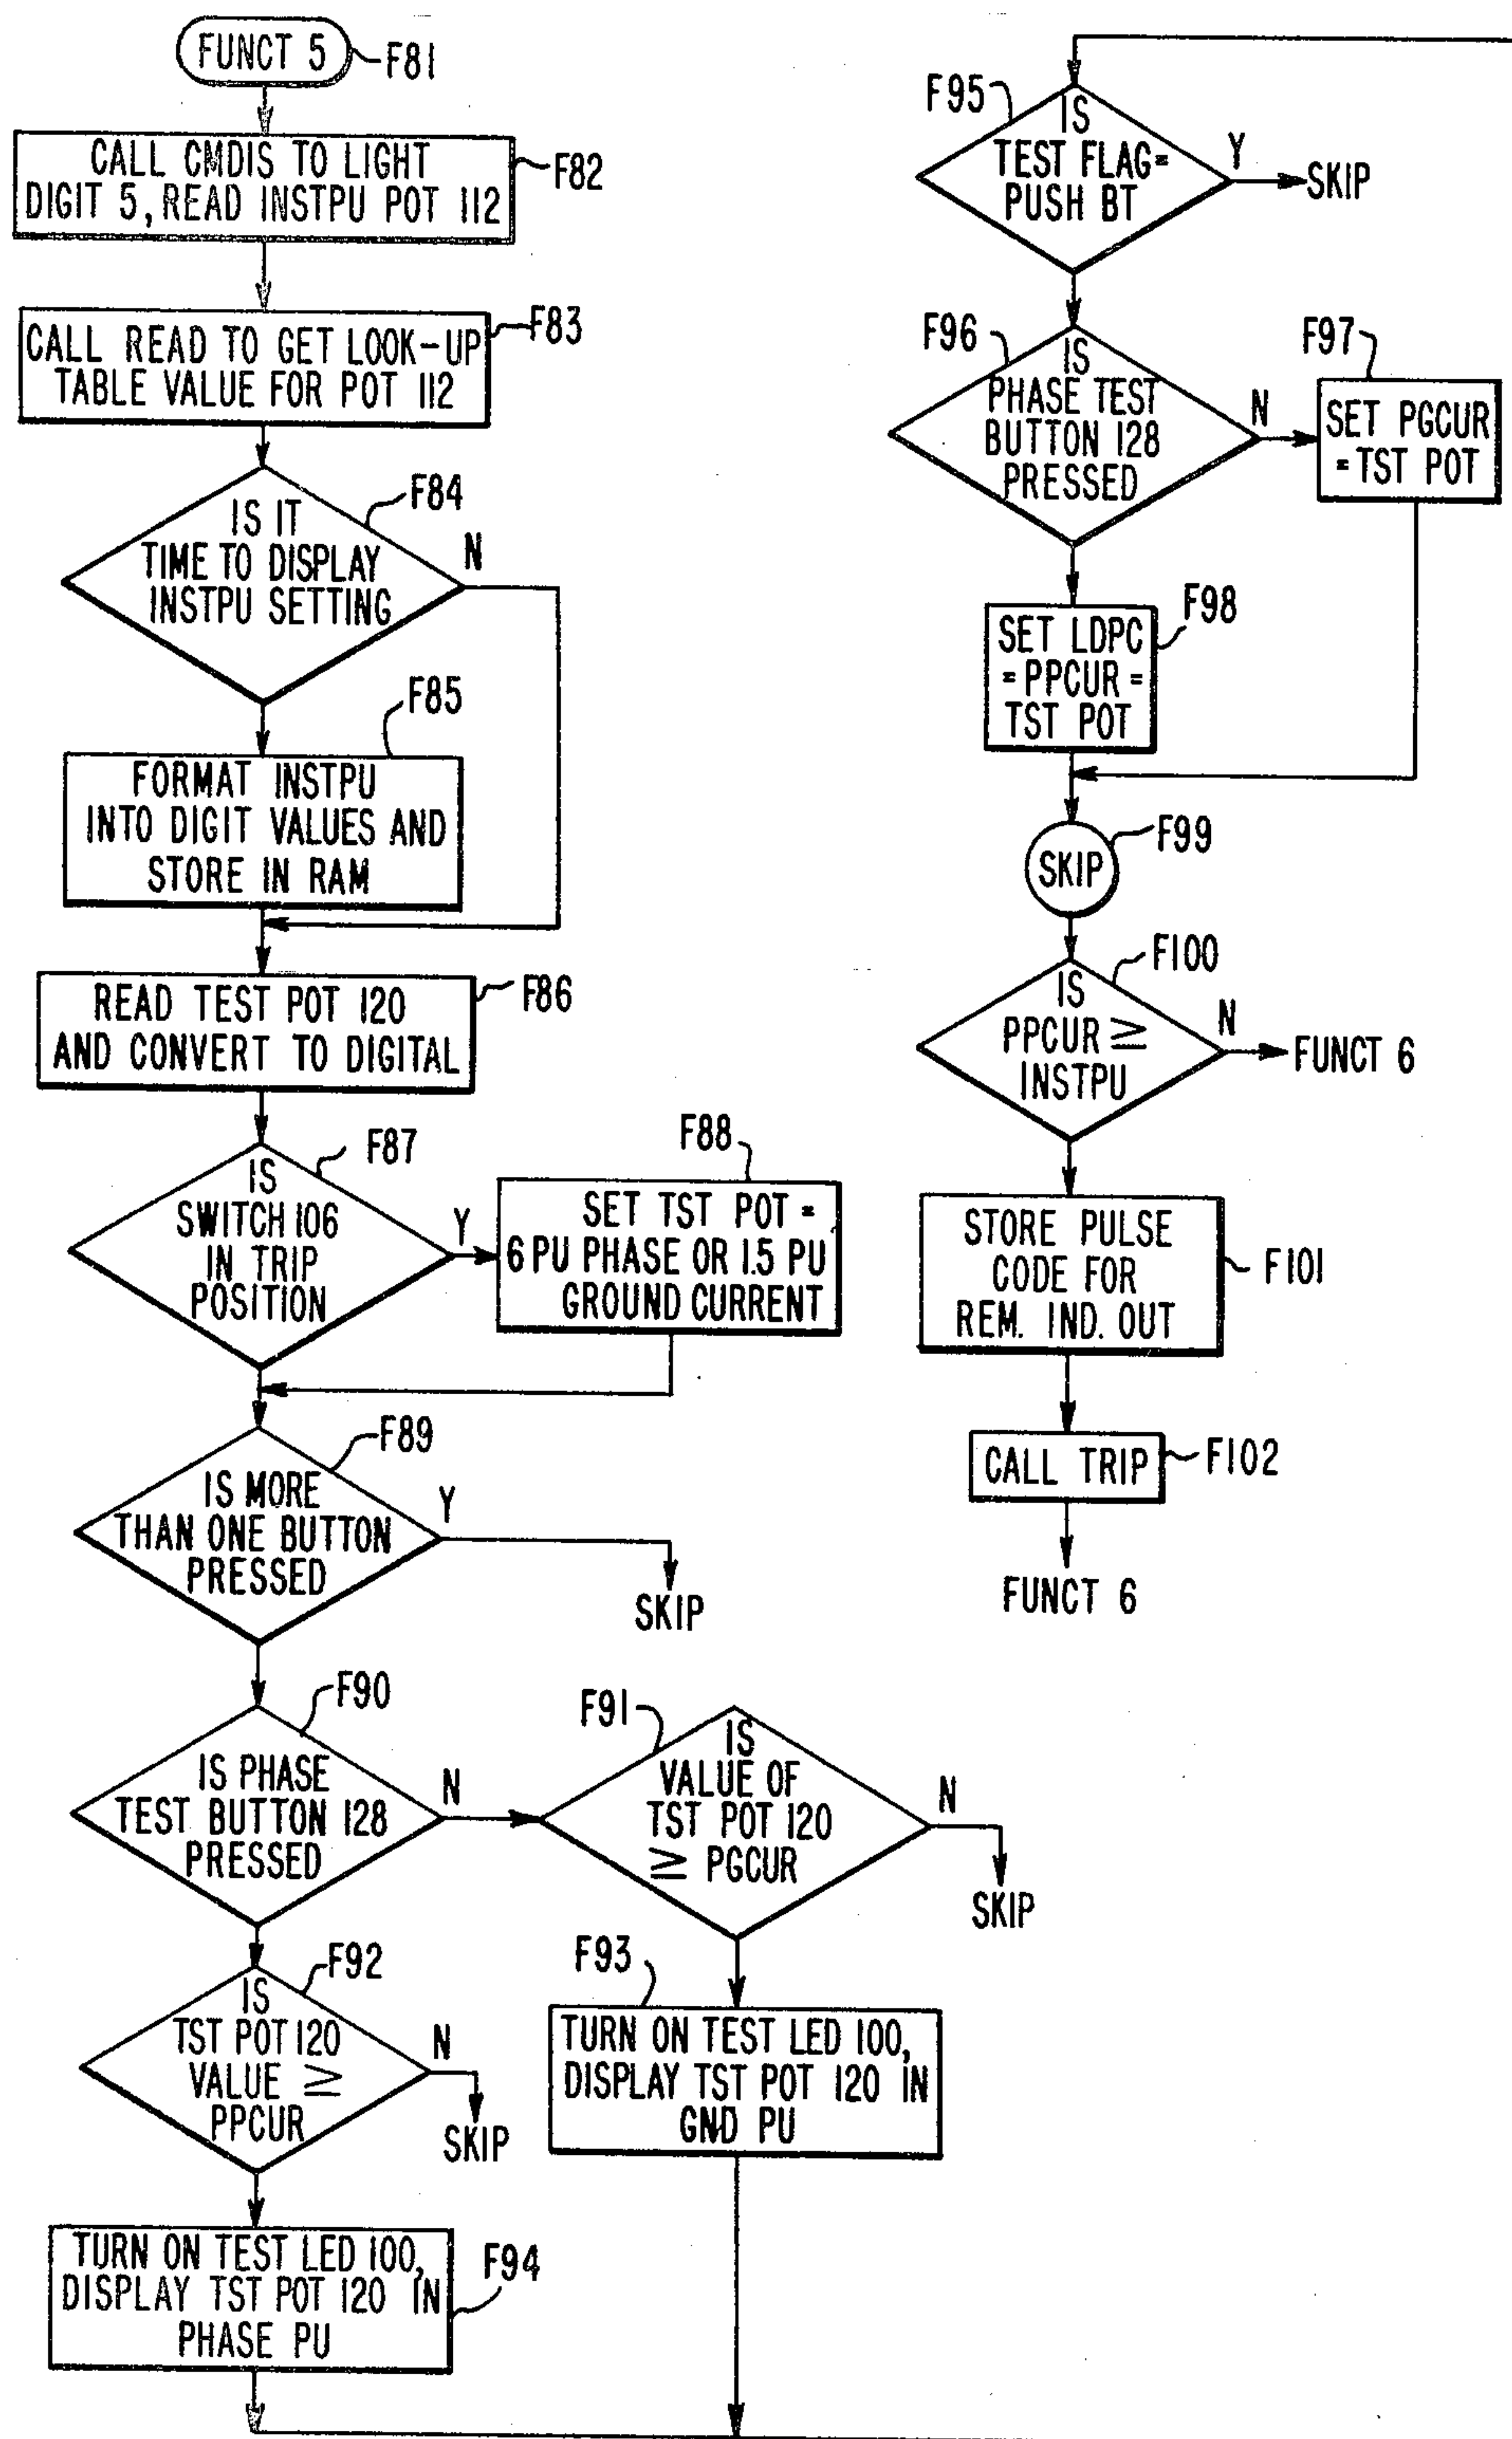 FUNCT 5
F81
CALL CMDIS TO LIGHT
DIGIT 5, READ INSTPU POT 112
F82
CALL READ TO GET LOOK-UP
TABLE VALUE FOR POT 112
F83
F84
IS IT
TIME TO DISPLAY
INSTPU SETTING
N
F85
FORMAT INSTPU
INTO DIGIT VALUES AND
STORE IN RAM
READ TEST POT 120
AND CONVERT TO DIGITAL
F86
F87
IS
SWITCH 106
IN TRIP
POSITION
Y
F88
SET TST POT =
6 PU PHASE OR 1.5 PU
GROUND CURRENT
F89
IS MORE
THAN ONE BUTTON
PRESSED
Y
SKIP
F90
IS PHASE
TEST BUTTON 128
PRESSED
N
F91
IS
VALUE OF
TST POT 120
≥ PGCUR
N
SKIP
F92
IS
TST POT 120
VALUE ≥
PPCUR
N
SKIP
F93
TURN ON TEST LED 100,
DISPLAY TST POT 120 IN
GND PU
TURN ON TEST LED 100,
DISPLAY TST POT 120 IN
PHASE PU
F94
F95
IS
TEST FLAG=
PUSH BT
Y
SKIP
F96
IS
PHASE TEST
BUTTON 128
PRESSED
N
F97
SET PGCUR
= TST POT
SET LDPC
= PPCUR =
TST POT
F98
SKIP
F99
F100
IS
PPCUR ≥
INSTPU
N
FUNCT 6
STORE PULSE
CODE FOR
REM. IND. OUT
F101
CALL TRIP
F102
FUNCT 6